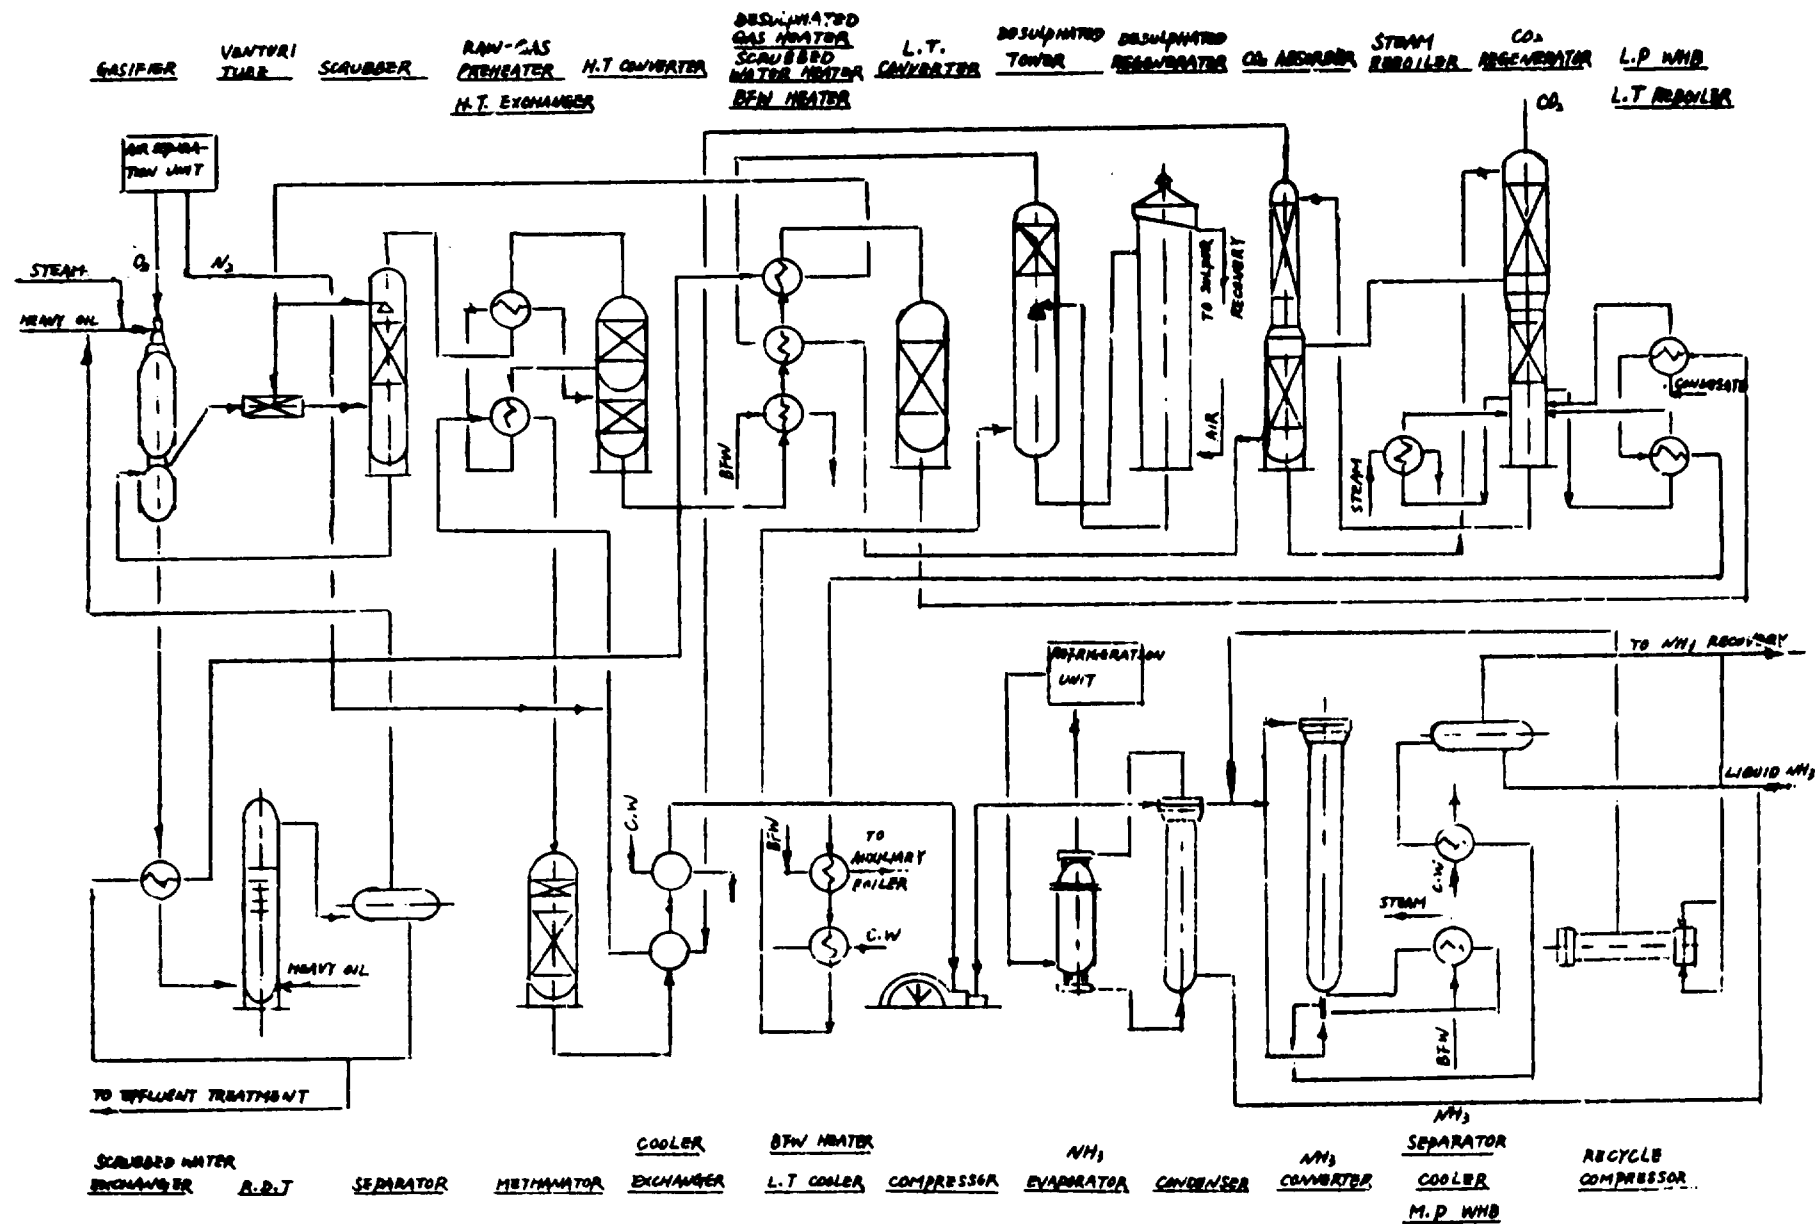 GASIFIER
VENTURI
TUBE
SCRUBBER
RAW-GAS
PREHEATER
H.T. EXCHANGER
H.T CONVERTER
DESULPHATED
GAS HEATER
SCRUBBED
WATER HEATER
BFW HEATER
L.T.
CONVERTER
DESULPHATED
TOWER
DESULPHATED
REGENERATOR
CO2 ABSORBER
STEAM
REBOILER
CO2
REGENERATOR
L.P WHB
L.T REBOILER
CO2
AIR SEPARA-
TION UNIT
O2
N2
STEAM
HEAVY OIL
TO SULPUR
RECOVERY
AIR
BFW
STEAM
CONDESATE
REFRIGERATION
UNIT
TO NH3 RECOVERY
LIQUID NH3
C.W
BFW
TO
AUXILIARY
BOILER
C.W
C.W
STEAM
BFW
HEAVY OIL
TO EFFLUENT TREATMENT
SCRUBBED WATER
EXCHANGER
R.D.T
SEPARATOR
METHANATOR
COOLER
EXCHANGER
BFW HEATER
L.T COOLER
COMPRESSOR
NH3
EVAPORATOR
CONDENSER
NH3
CONVERTER
NH3
SEPARATOR
COOLER
M.P WHB
RECYCLE
COMPRESSOR